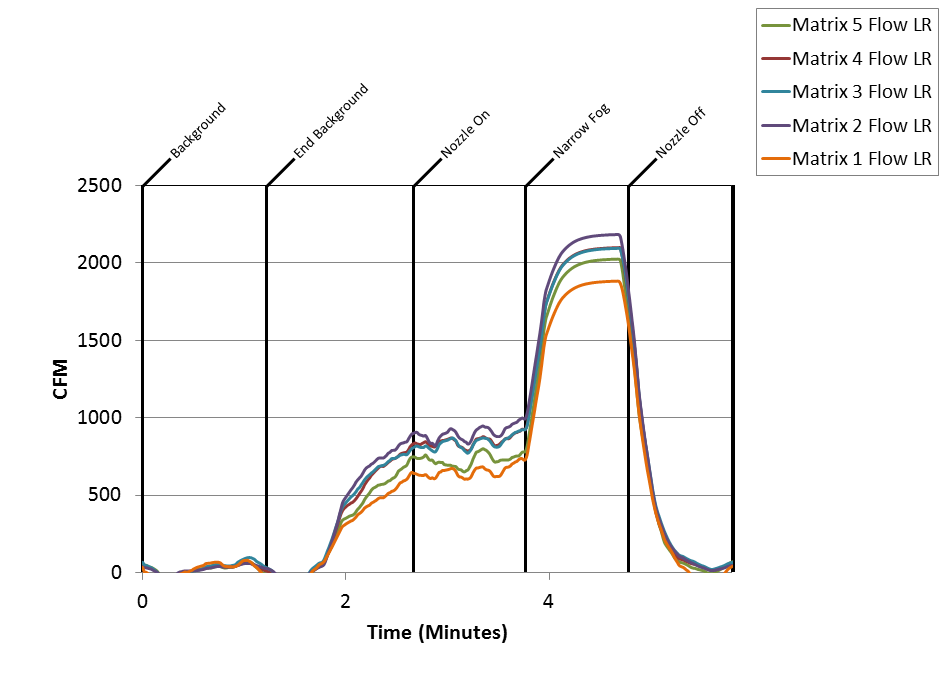 Matrix 5 Flow LR
Matrix 4 Flow LR
Matrix 3 Flow LR
Matrix 2 Flow LR
Matrix 1 Flow LR
Background
End Background
Nozzle On
Narrow Fog
Nozzle Off
2500
2000
1500
1000
500
0
CFM
0 2 4
Time (Minutes)